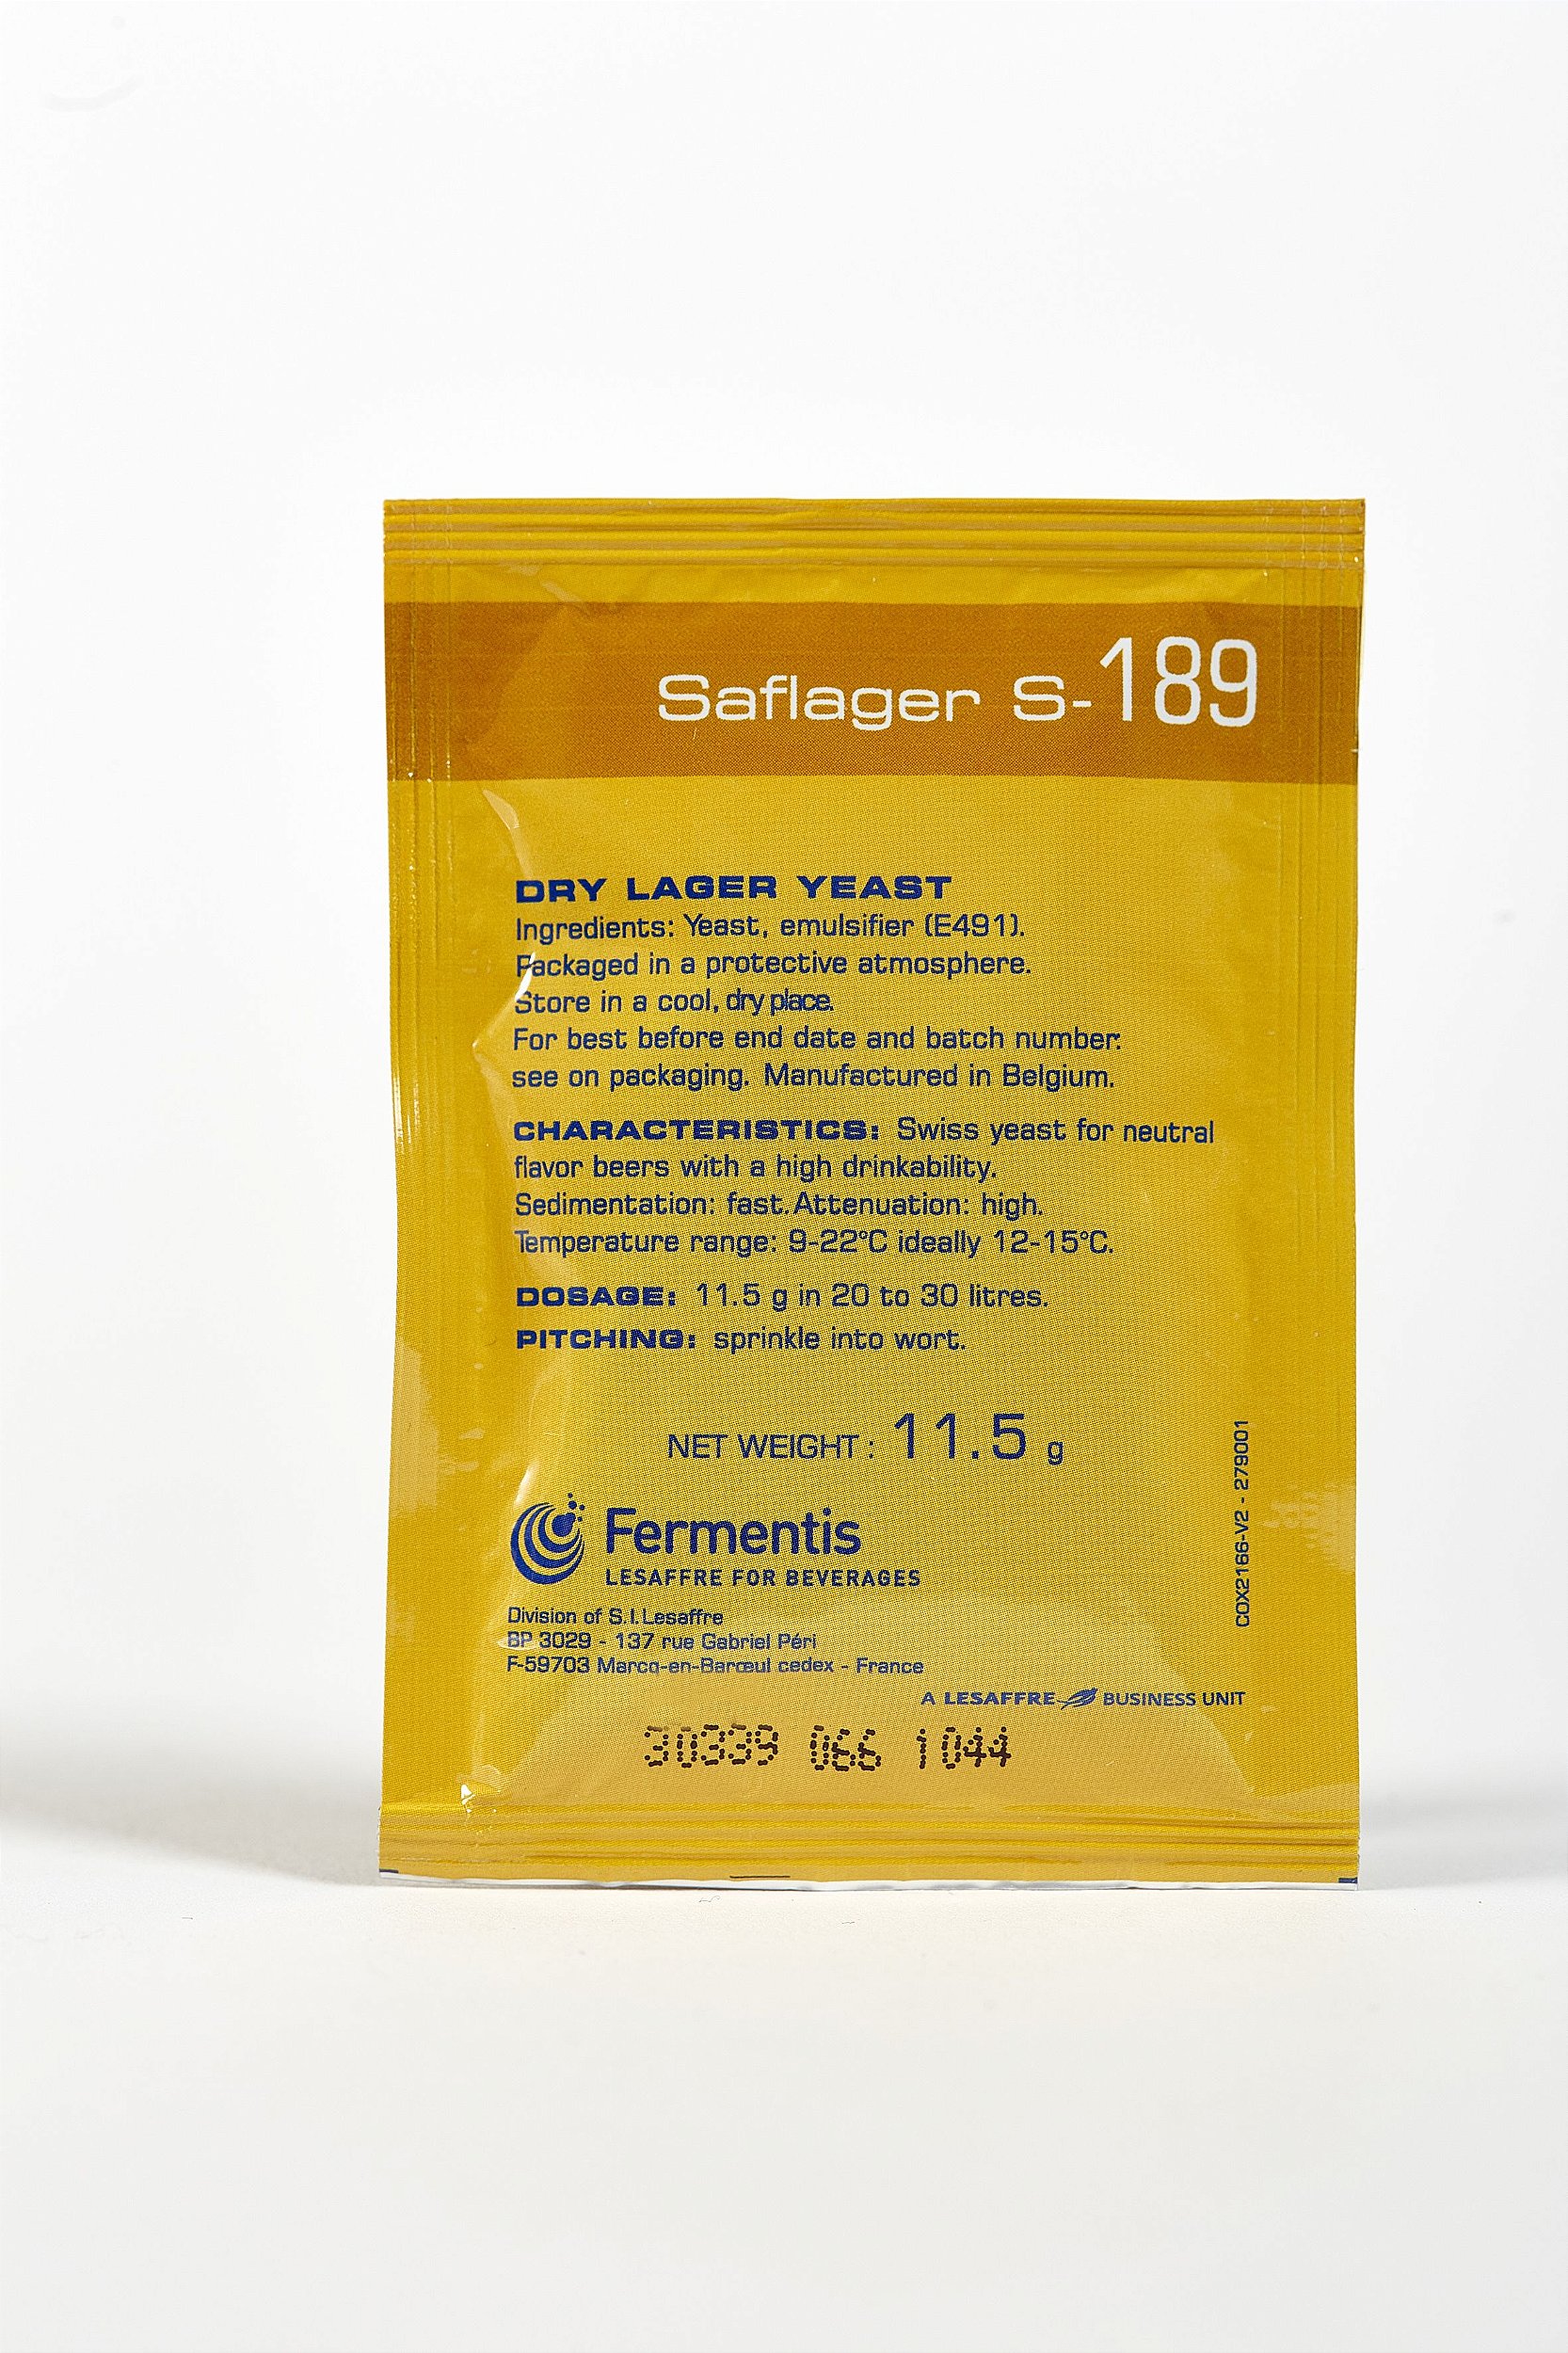 Saflager S-189
DRY LAGER YEAST
Ingredients: Yeast, emulsifier (E491).
Packaged in a protective atmosphere.
Store in a cool, dry place.
For best before end date and batch number:
see on packaging. Manufactured in Belgium.
CHARACTERISTICS: Swiss yeast for neutral
flavor beers with a high drinkability.
Sedimentation: fast. Attenuation: high.
Temperature range: 9-22°C ideally 12-15°C.
DOSAGE: 11.5 g in 20 to 30 litres.
PITCHING: sprinkle into wort.
NET WEIGHT : 11.5 g
COX2166-V2 - 279001
Fermentis
LESAFFRE FOR BEVERAGES
Division of S.I.Lesaffre
BP 3029 - 137 rue Gabriel Péri
F-59703 Marcq-en-Barœul cedex - France
A LESAFFRE BUSINESS UNIT
30339 066 1044